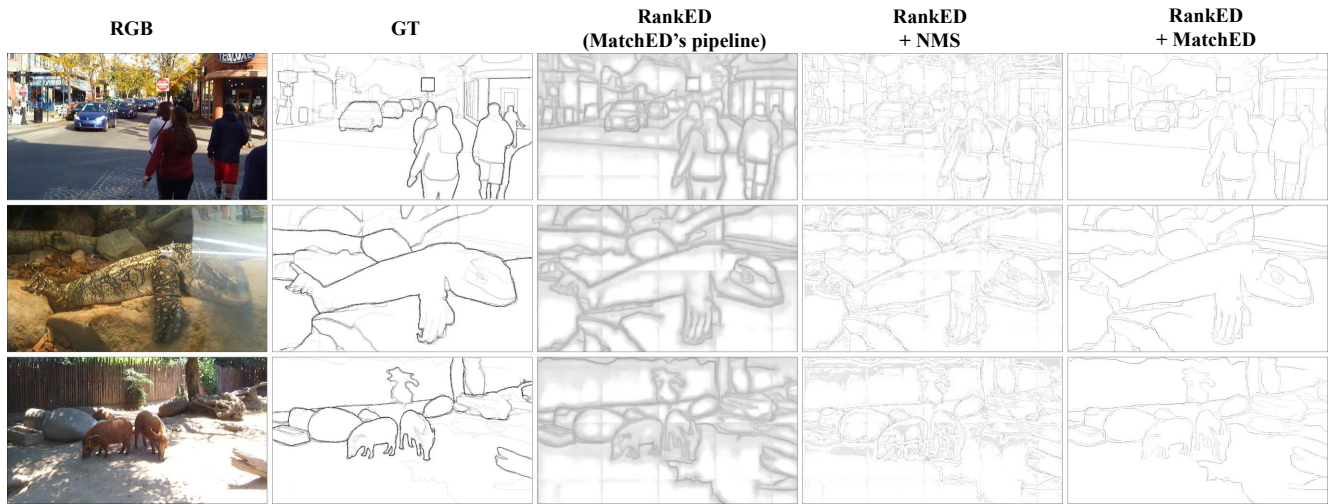 RGB
GT
RankED
(MatchED's pipeline)
RankED
+ NMS
RankED
+ MatchED